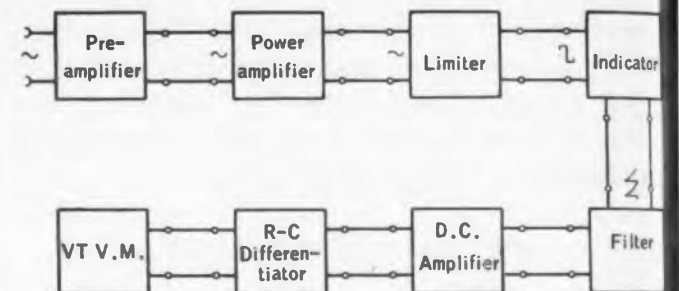 Pre-
amplifier
Power
amplifier
Limiter
Indicator
VT V.M.
R-C
Differen-
tiator
D.C.
Amplifier
Filter